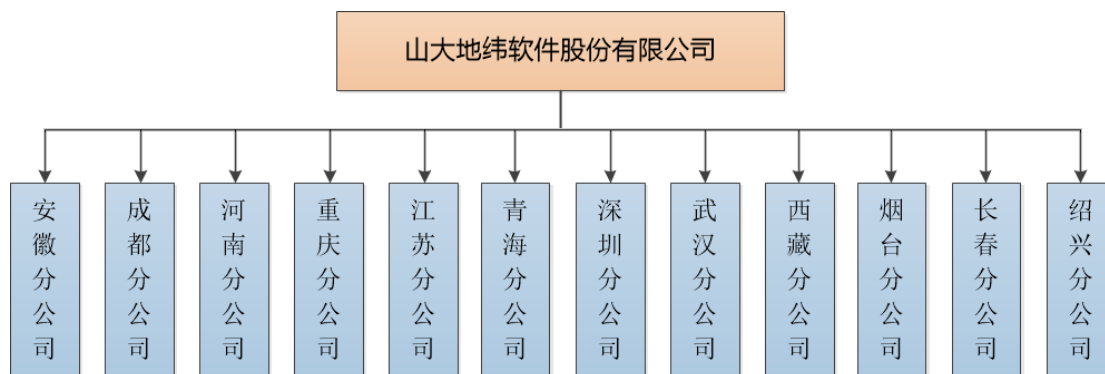 山大地纬软件股份有限公司
安徽分公司
成都分公司
河南分公司
重庆分公司
江苏分公司
青海分公司
深圳分公司
武汉分公司
西藏分公司
烟台分公司
长春分公司
绍兴分公司